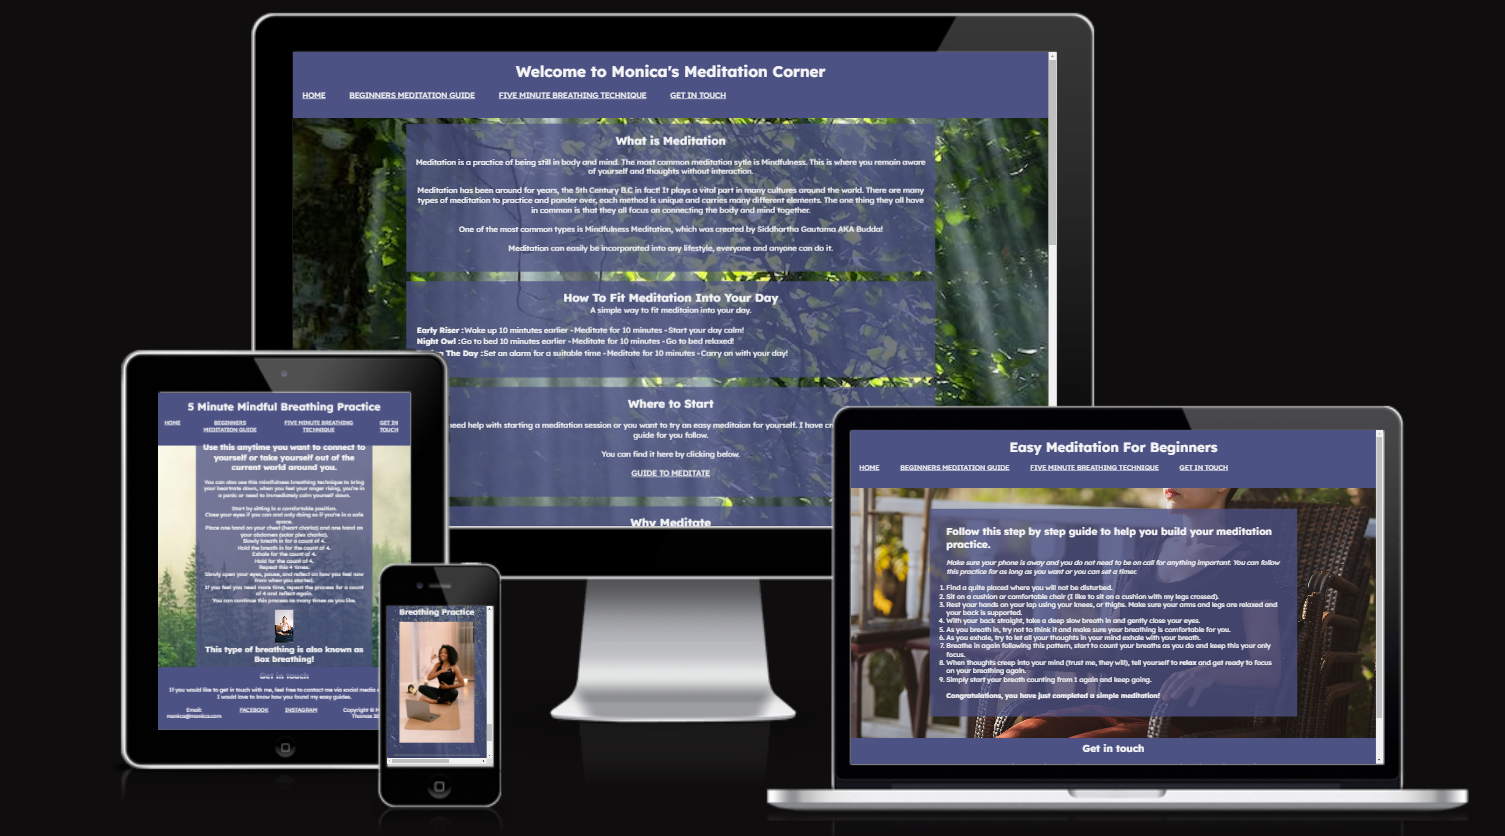 Welcome to Monica's Meditation Corner
HOME BEGINNERS MEDITATION GUIDE FIVE MINUTE BREATHING TECHNIQUE GET IN TOUCH
What is Meditation
Meditation is a practice of being still in body and mind. The most common meditation sytle is Mindfulness. This is where you remain aware
of yourself and thoughts without interaction.
Meditation has been around for years, the 5th Century B.C in fact! It plays a vital part in many cultures around the world. There are many
types of meditation to practice and ponder over, each method is unique and carries many different elements. The one thing they all have
in common is that they all focus on connecting the body and mind together.
One of the most common types is Mindfulness Meditation, which was created by Siddhartha Gautama AKA Budda!
Meditation can easily be incorporated into any lifestyle, everyone and anyone can do it.
How To Fit Meditation Into Your Day
A simple way to fit meditaion into your day.
Early Riser :Wake up 10 mintutes earlier -Meditate for 10 minutes -Start your day calm!
Night Owl :Go to bed 10 minutes earlier -Meditate for 10 minutes -Go to bed relaxed!
The Day :Set an alarm for a suitable time -Meditate for 10 minutes -Carry on with your day!
Where to Start
need help with starting a meditation session or you want to try an easy meditaion for yourself. I have
guide for you follow.
You can find it here by clicking below.
GUIDE TO MEDITATE
Why Meditate
5 Minute Mindful Breathing Practice
HOME BEGINNERS MEDITATION GUIDE FIVE MINUTE BREATHING TECHNIQUE GET IN TOUCH
Use this anytime you want to connect to
yourself or take yourself out of the
current world around you.
You can also use this mindfulness breathing technique to bring
your heartrate down, when you feel your anger rising, you're in
a panic or need to immediately calm yourself down.
Start by sitting in a comfortable position.
Close your eyes if you can and only doing so if you're in a safe
space.
Place one hand on your chest (heart charka) and one hand on
your abdomen (solar plex charka).
Slowly breath in for a count of 4.
Hold the breath in for the count of 4.
Exhale for the count of 4.
Hold for the count of 4.
Repeat this 4 times.
Slowly open your eyes, pause, and reflect on how you feel now
from when you started.
If you feel you need more time, repeat the process for a count
of 4 and reflect again.
You can continue this process as many times as you like.
This type of breathing is also known as
Box breathing!
Get in touch
If you would like to get in touch with me, feel free to contact me via social media
I would love to know how you found my easy guides.
Email:
monica@monica.com
FACEBOOK INSTAGRAM
Copyright ©
Thomas
Breathing Practice
Easy Meditation For Beginners
HOME BEGINNERS MEDITATION GUIDE FIVE MINUTE BREATHING TECHNIQUE GET IN TOUCH
Follow this step by step guide to help you build your meditation
practice.
Make sure your phone is away and you do not need to be on call for anything important. You can follow
this practice for as long as you want or you can set a timer.
1. Find a quite placed where you will not be disturbed.
2. Sit on a cushion or comfortable chair (I like to sit on a cushion with my legs crossed).
3. Rest your hands on your lap using your knees, or thighs. Make sure your arms and legs are relaxed and
your back is supported.
4. With your back straight, take a deep slow breath in and gently close your eyes.
5. As you breath in, try not to think it and make sure your breathing is comfortable for you.
6. As you exhale, try to let all your thoughts in your mind exhale with your breath.
7. Breathe in again following this pattern, start to count your breaths as you do and keep this your only
focus.
8. When thoughts creep into your mind (trust me, they will), tell yourself to relax and get ready to focus
on your breathing again.
9. Simply start your breath counting from 1 again and keep going.
Congratulations, you have just completed a simple meditation!
Get in touch